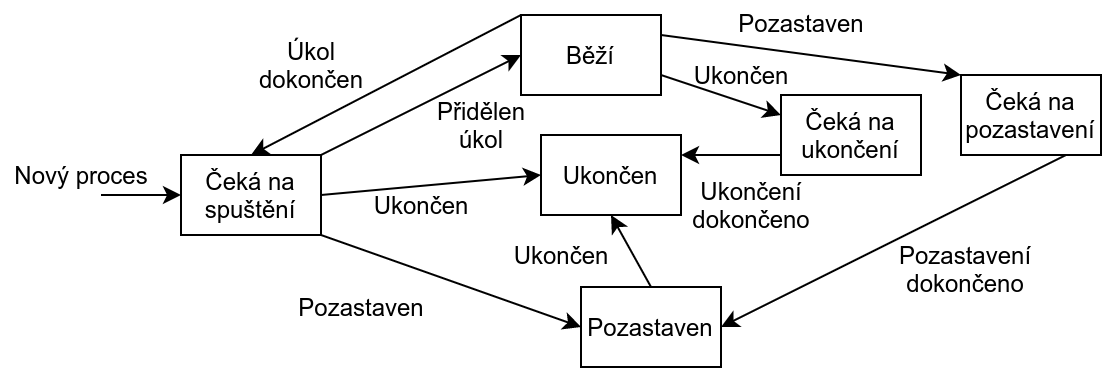 Pozastaven
Úkol
dokončen
Běží
Ukončen
Čeká na
pozastavení
Přidělen
úkol
Čeká na
ukončení
Nový proces
Čeká na
spuštění
Ukončen
Ukončen
Ukončení
dokončeno
Ukončen
Pozastavení
dokončeno
Pozastaven
Pozastaven